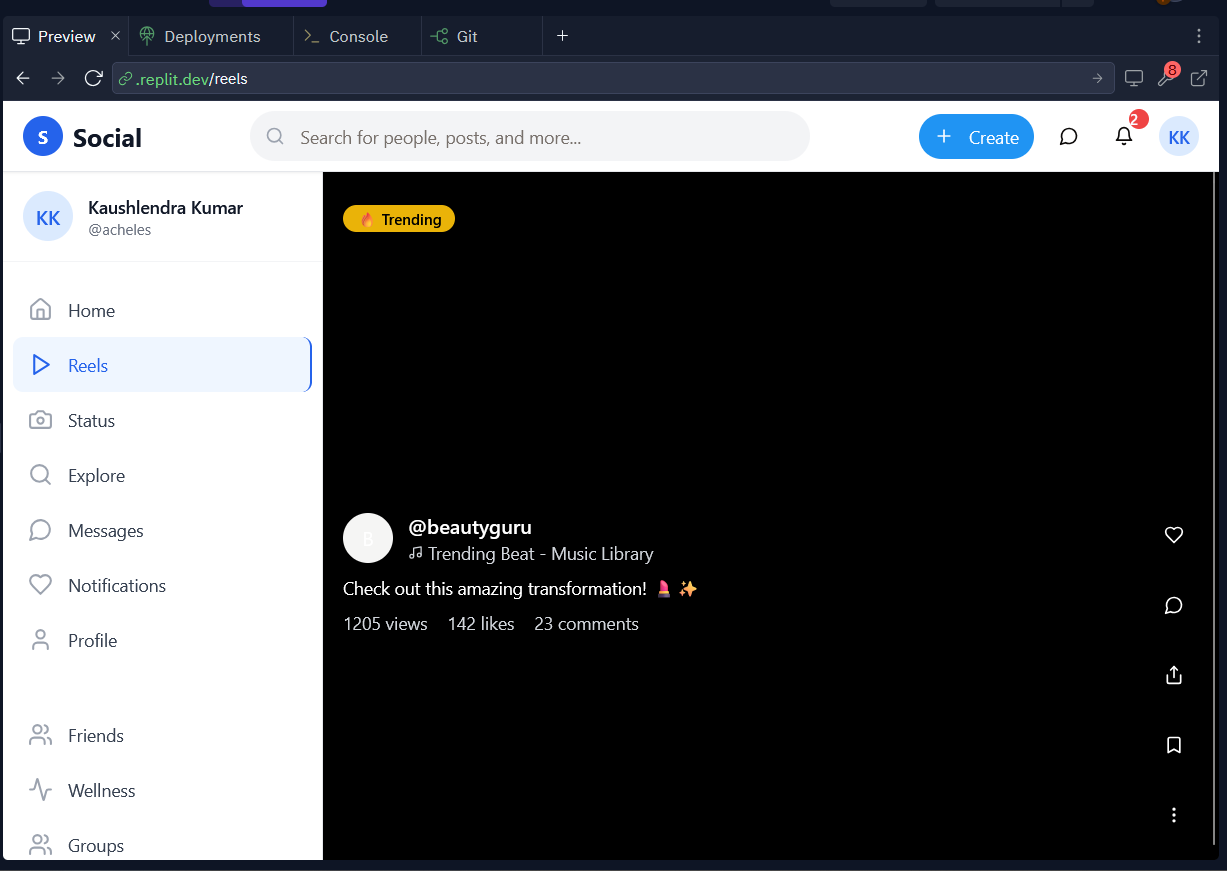 Preview
Deployments
Console
Git
.replit.dev/reels
8
S
Social
Search for people, posts, and more...
Create
2
KK
KK
Kaushlendra Kumar
@acheles
Home
Reels
Status
Explore
Messages
Notifications
Profile
Friends
Wellness
Groups
🔥 Trending
B
@beautyguru
Trending Beat - Music Library
Check out this amazing transformation! 💄✨
1205 views 142 likes 23 comments